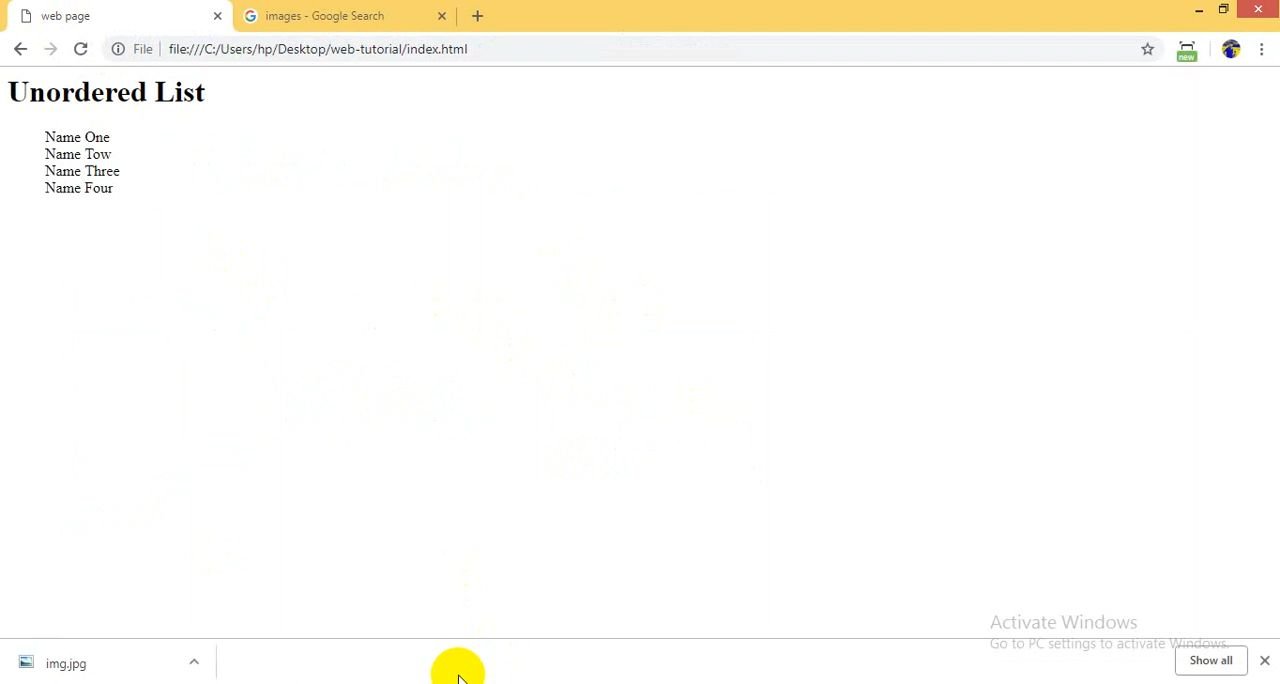 web page
images - Google Search
File
file:///C:/Users/hp/Desktop/web-tutorial/index.html
new
Unordered List
Name One
Name Tow
Name Three
Name Four
Activate Windows
Go to PC settings to activate Windows.
img.jpg
Show all